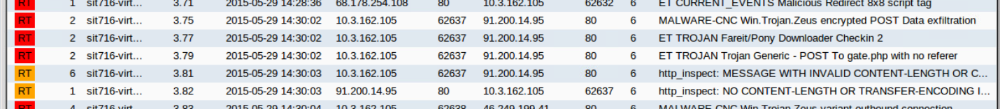 RT 1 sit716-virt... 3.71 2015-05-29 14:28:36 68.178.254.108 80 10.3.162.105 62632 6 ET CURRENT_EVENTS Malicious Redirect 8x8 script tag
RT 2 sit716-virt... 3.75 2015-05-29 14:30:02 10.3.162.105 62637 91.200.14.95 80 6 MALWARE-CNC Win.Trojan.Zeus encrypted POST Data exfiltration
RT 2 sit716-virt... 3.77 2015-05-29 14:30:02 10.3.162.105 62637 91.200.14.95 80 6 ET TROJAN Fareit/Pony Downloader Checkin 2
RT 2 sit716-virt... 3.79 2015-05-29 14:30:02 10.3.162.105 62637 91.200.14.95 80 6 ET TROJAN Trojan Generic - POST To gate.php with no referer
RT 6 sit716-virt... 3.81 2015-05-29 14:30:03 10.3.162.105 62637 91.200.14.95 80 6 http_inspect: MESSAGE WITH INVALID CONTENT-LENGTH OR C...
RT 1 sit716-virt... 3.82 2015-05-29 14:30:03 91.200.14.95 80 10.3.162.105 62637 6 http_inspect: NO CONTENT-LENGTH OR TRANSFER-ENCODING I...
RT 4 sit716-virt... 3.83 2015-05-29 14:30:04 10.3.162.105 62638 46.249.199.41 80 6 MALWARE-CNC Win.Trojan.Zeus variant outbound connection